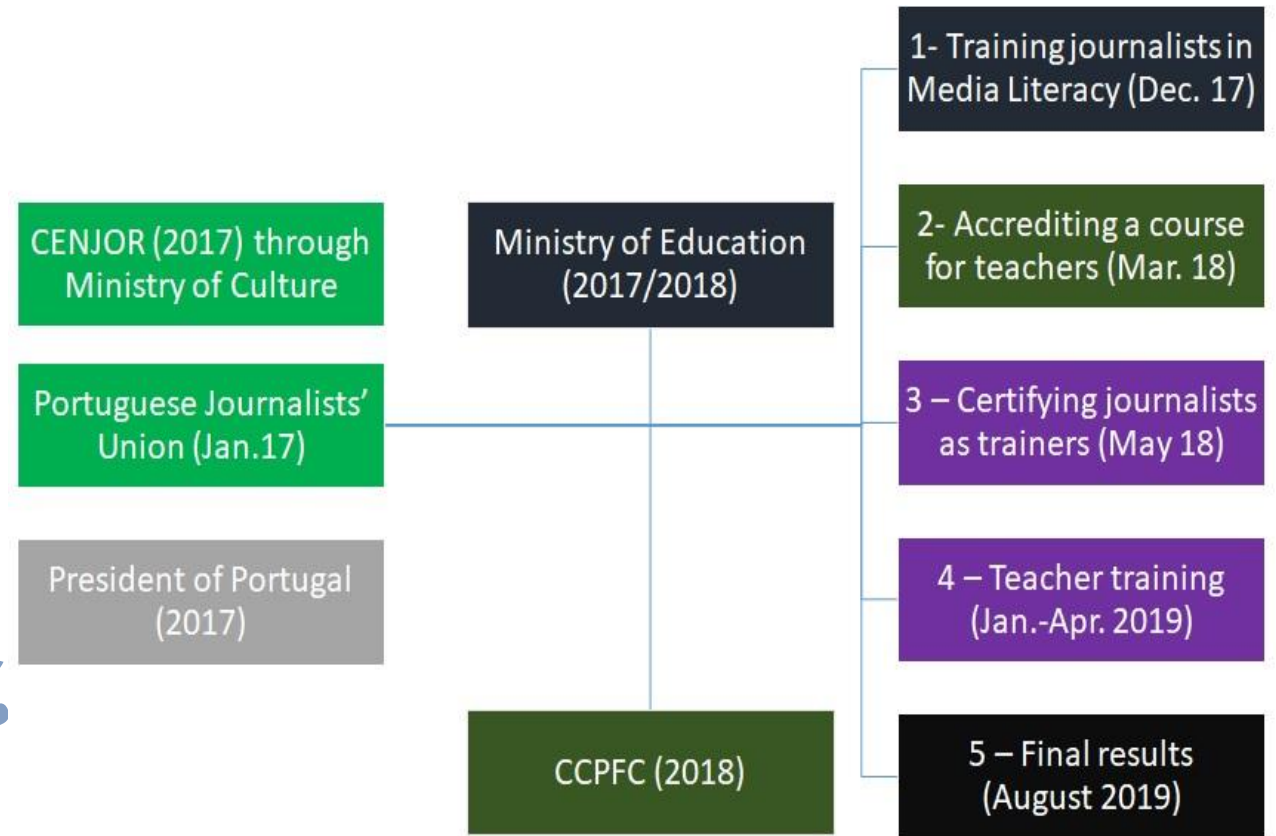 CENJOR (2017) through
Ministry of Culture
Portuguese Journalists’
Union (Jan.17)
President of Portugal
(2017)
Ministry of Education
(2017/2018)
CCPFC (2018)
1- Training journalists in
Media Literacy (Dec. 17)
2- Accrediting a course
for teachers (Mar. 18)
3 – Certifying journalists
as trainers (May 18)
4 – Teacher training
(Jan.-Apr. 2019)
5 – Final results
(August 2019)